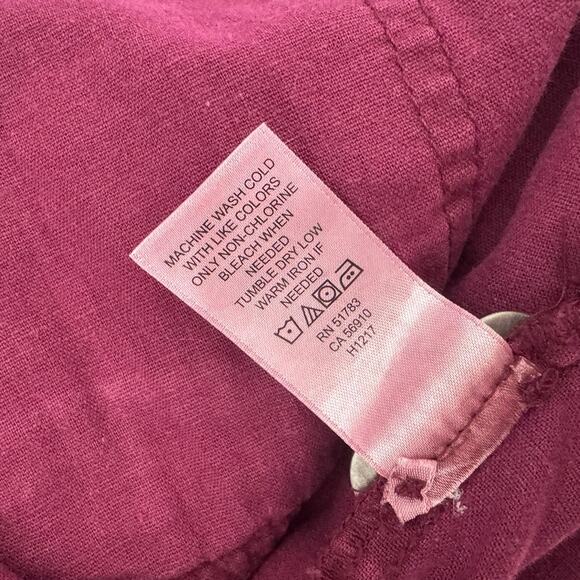 MACHINE WASH COLD
WITH LIKE COLORS
ONLY NON-CHLORINE
BLEACH WHEN
NEEDED
TUMBLE DRY LOW
WARM IRON IF
NEEDED
RN 51783
CA 56910
H1217